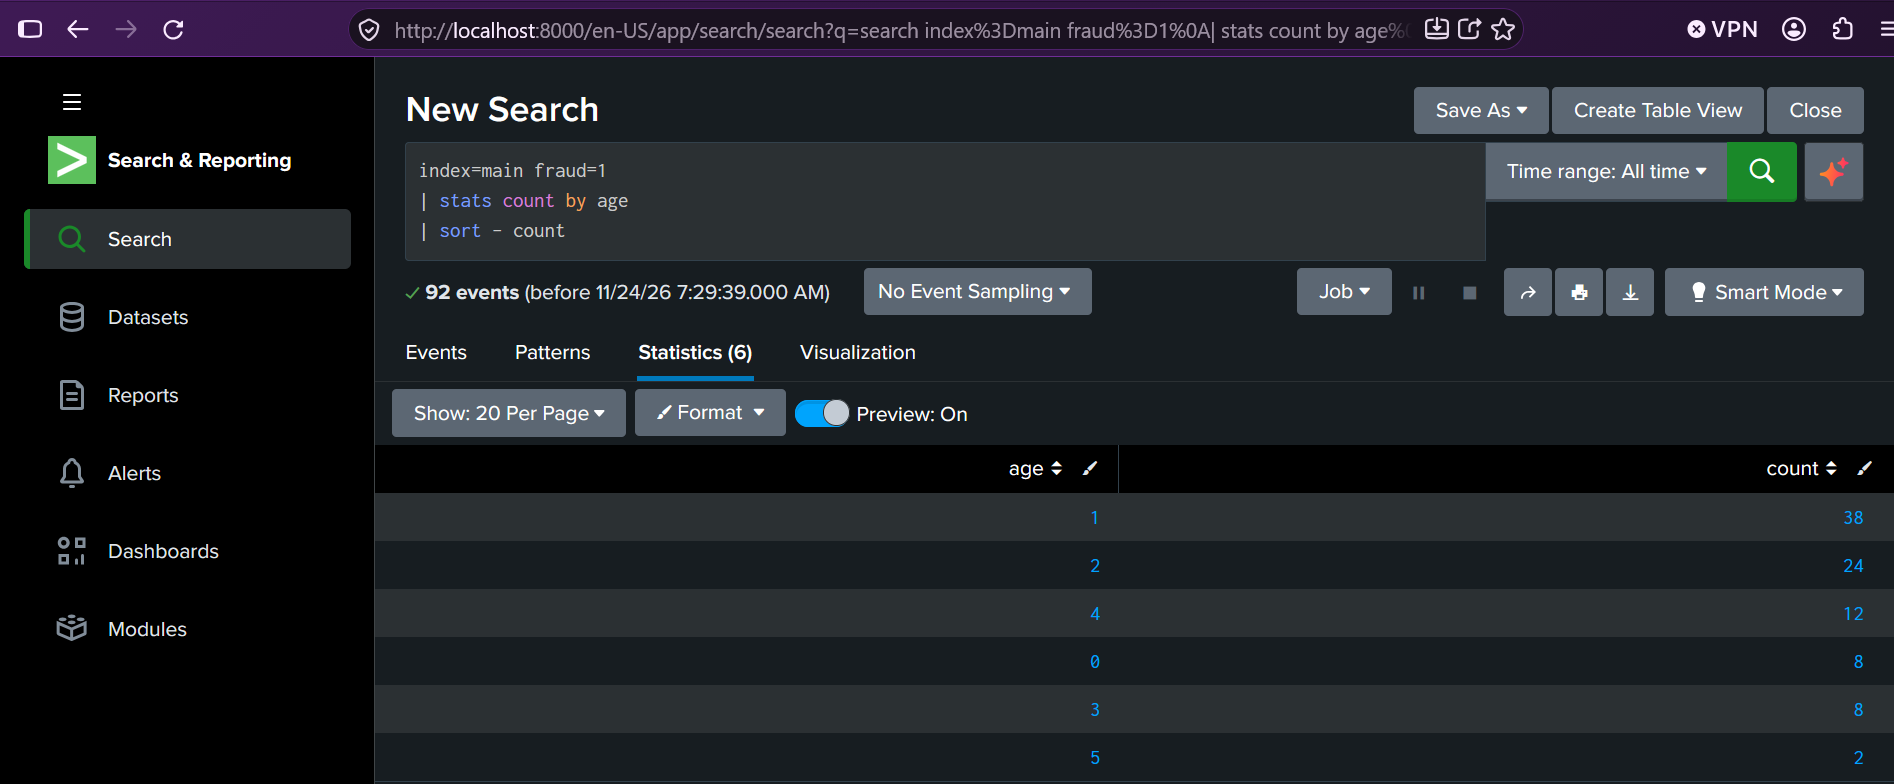 http://localhost:8000/en-US/app/search/search?q=search index%3Dmain fraud%3D1%0A| stats count by age%
VPN
Search & Reporting
Search
Datasets
Reports
Alerts
Dashboards
Modules
New Search
Save As
Create Table View
Close
index=main fraud=1
| stats count by age
| sort - count
Time range: All time
92 events (before 11/24/26 7:29:39.000 AM)
No Event Sampling
Job
Smart Mode
Events
Patterns
Statistics (6)
Visualization
Show: 20 Per Page
Format
Preview: On
age count
1 38
2 24
4 12
0 8
3 8
5 2